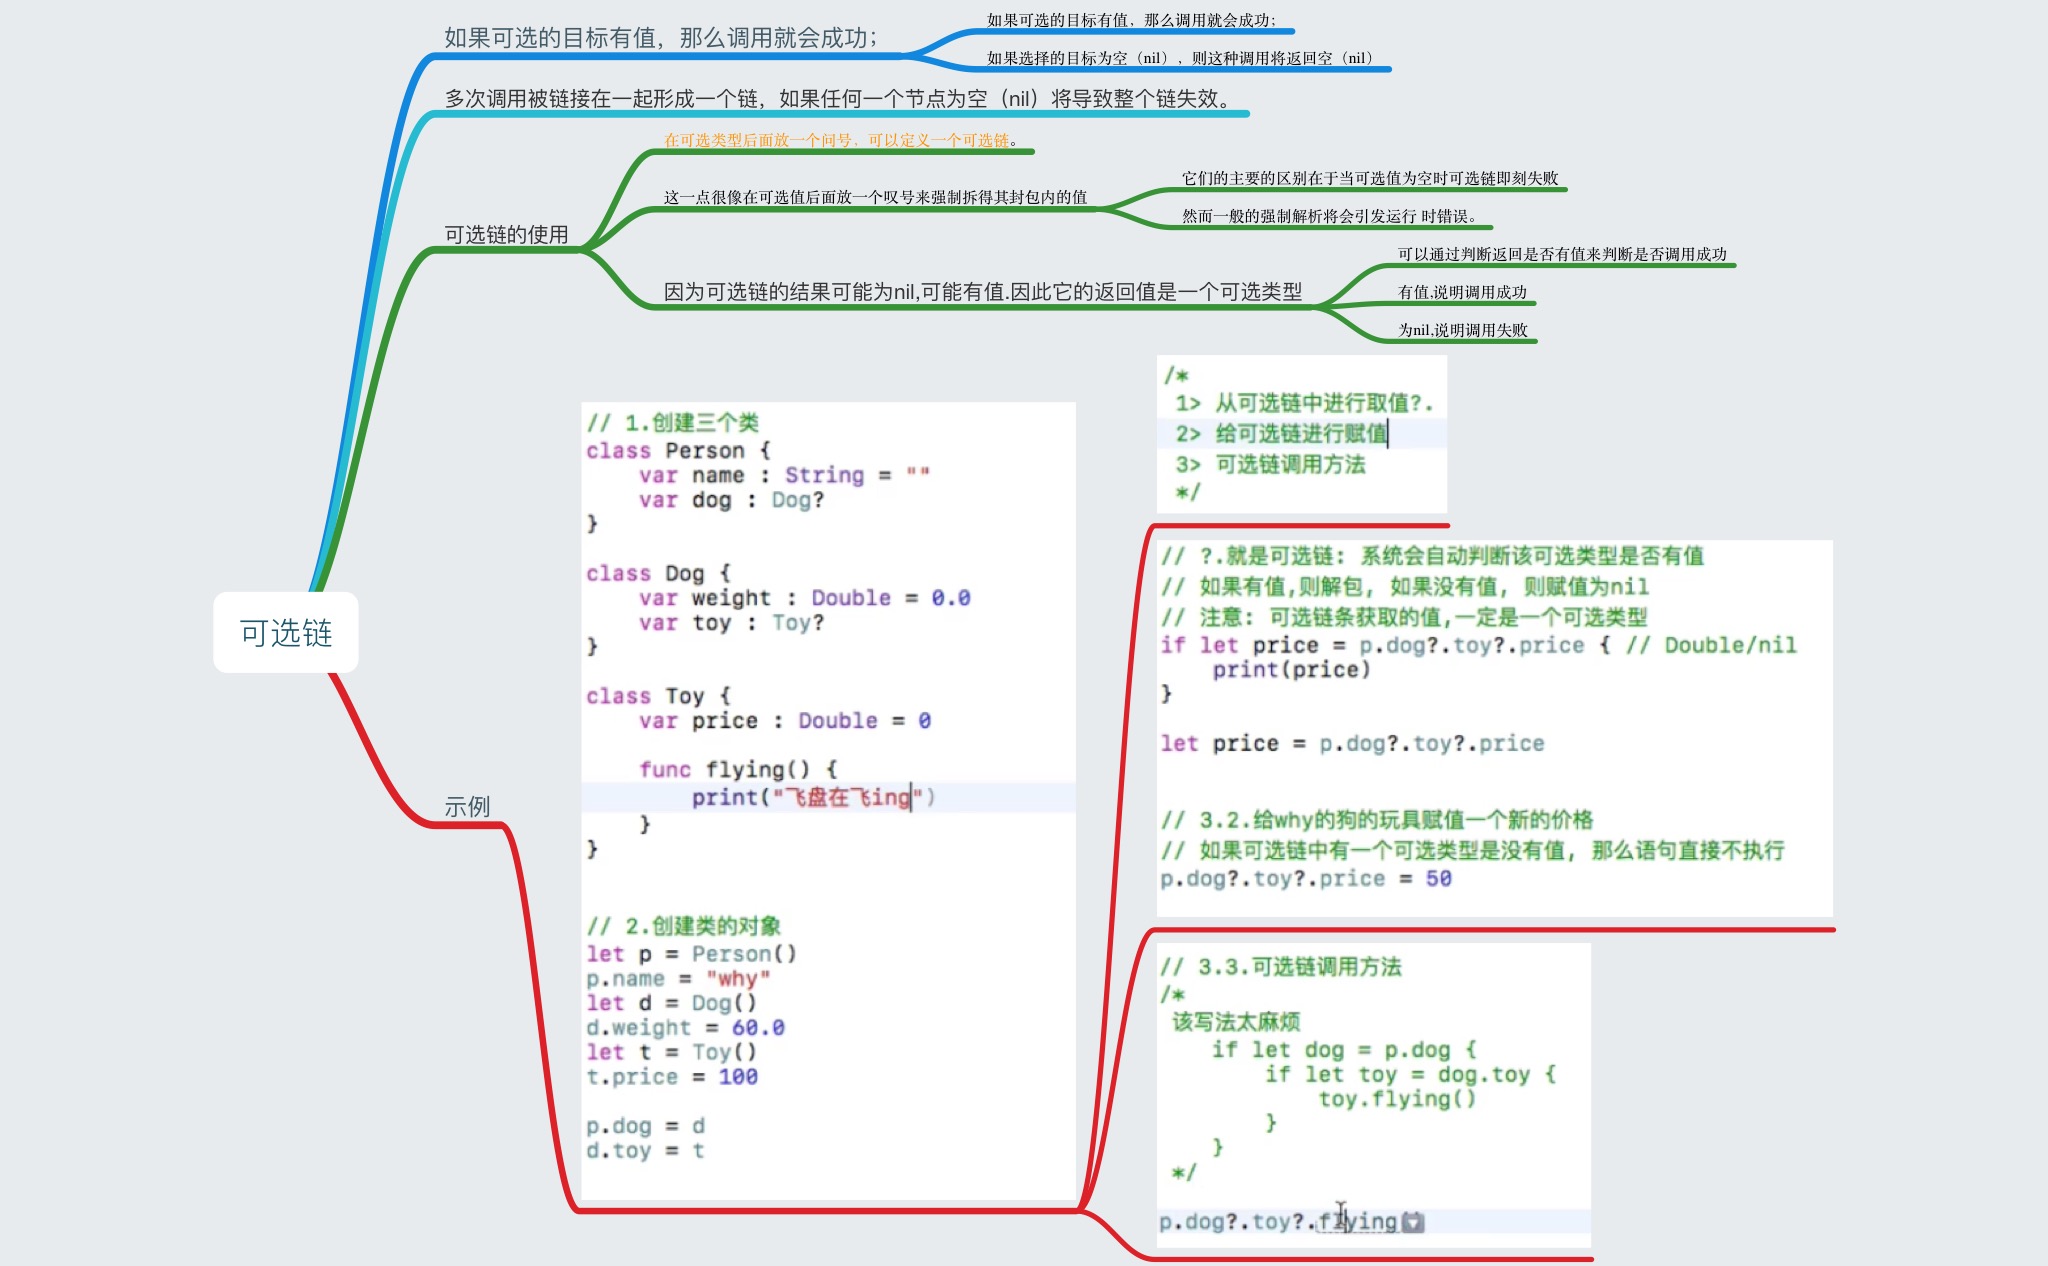 如果可选的目标有值，那么调用就会成功；
如果可选的目标有值，那么调用就会成功；
如果选择的目标为空（nil），则这种调用将返回空（nil）
多次调用被链接在一起形成一个链，如果任何一个节点为空（nil）将导致整个链失效。
可选链的使用
在可选类型后面放一个问号，可以定义一个可选链。
这一点很像在可选值后面放一个叹号来强制拆得其封包内的值
它们的主要的区别在于当可选值为空时可选链即刻失败
然而一般的强制解析将会引发运行 时错误。
因为可选链的结果可能为nil,可能有值.因此它的返回值是一个可选类型
可以通过判断返回是否有值来判断是否调用成功
有值,说明调用成功
为nil,说明调用失败
可选链
示例
// 1.创建三个类
class Person {
    var name : String = ""
    var dog : Dog?
}
class Dog {
    var weight : Double = 0.0
    var toy : Toy?
}
class Toy {
    var price : Double = 0
    func flying() {
        print("飞盘在飞ing")
    }
}
// 2.创建类的对象
let p = Person()
p.name = "why"
let d = Dog()
d.weight = 60.0
let t = Toy()
t.price = 100
p.dog = d
d.toy = t
/*
 1> 从可选链中进行取值?.
 2> 给可选链进行赋值
 3> 可选链调用方法
 */
// ?.就是可选链: 系统会自动判断该可选类型是否有值
// 如果有值,则解包, 如果没有值, 则赋值为nil
// 注意: 可选链条获取的值,一定是一个可选类型
if let price = p.dog?.toy?.price { // Double/nil
    print(price)
}
let price = p.dog?.toy?.price
// 3.2.给why的狗的玩具赋值一个新的价格
// 如果可选链中有一个可选类型是没有值, 那么语句直接不执行
p.dog?.toy?.price = 50
// 3.3.可选链调用方法
/*
 该写法太麻烦
    if let dog = p.dog {
        if let toy = dog.toy {
            toy.flying()
        }
    }
 */
p.dog?.toy?.flying